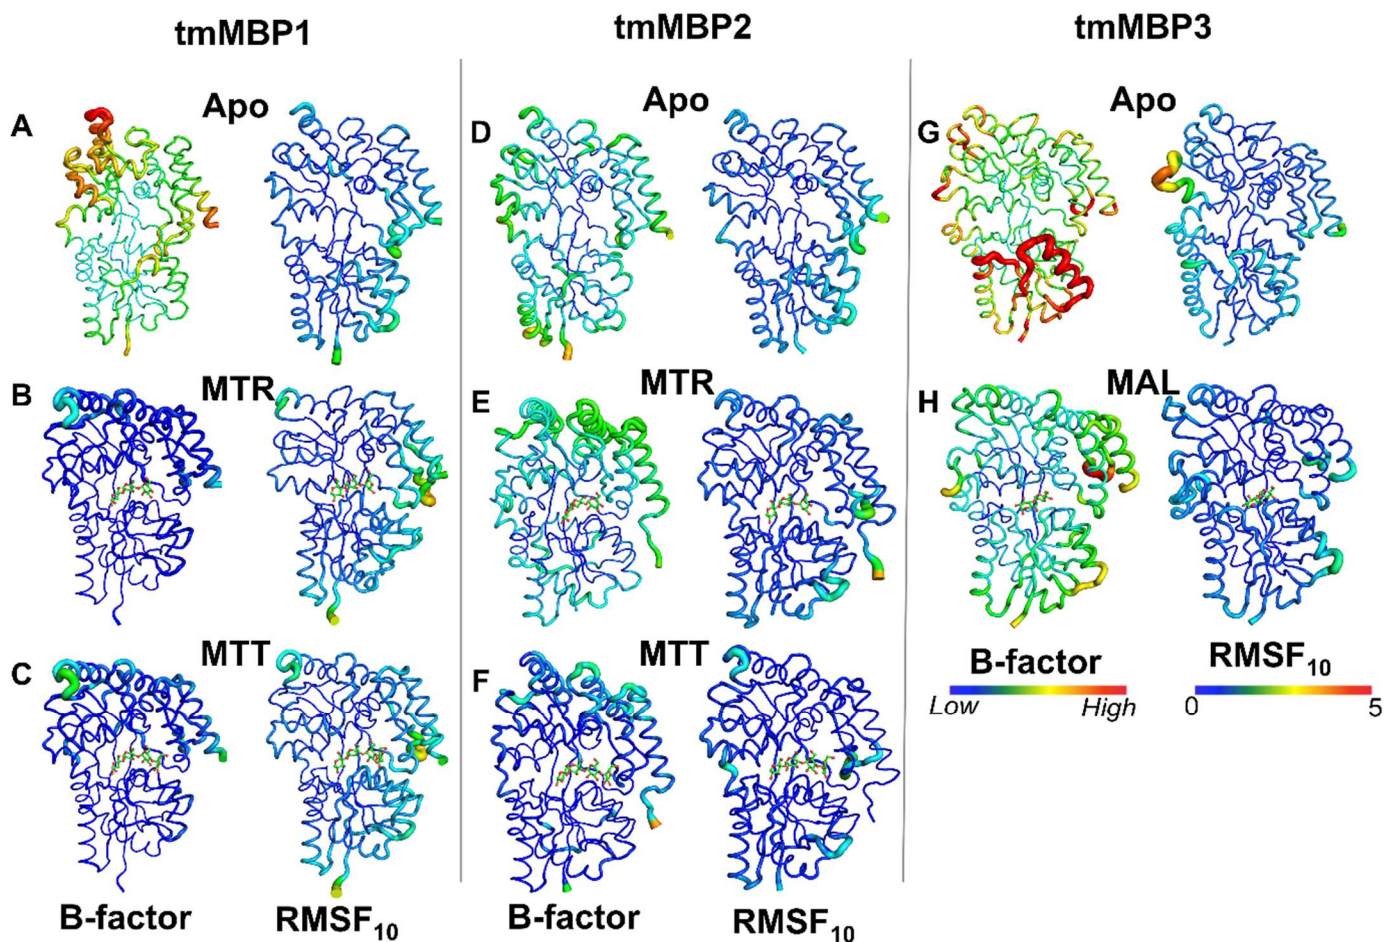 tmMBP1 tmMBP2 tmMBP3
A Apo D Apo G Apo
B MTR E MTR H MAL
C MTT F MTT B-factor RMSF₁₀
Low High 0 5
B-factor RMSF₁₀ B-factor RMSF₁₀